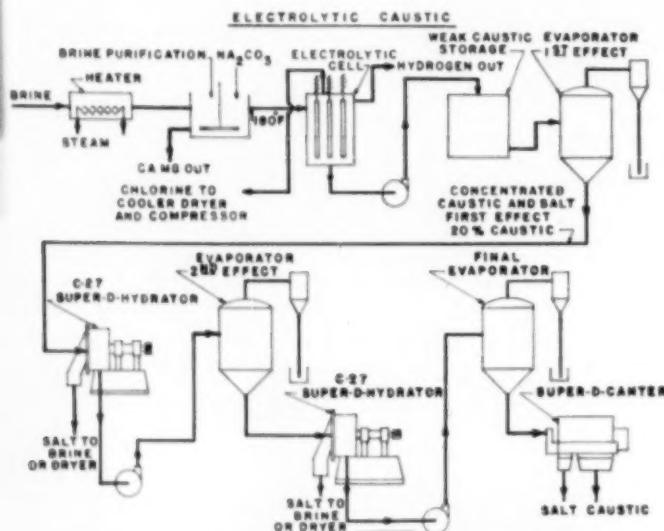 ELECTROLYTIC CAUSTIC
BRINE PURIFICATION
NA2CO3
HEATER
ELECTROLYTIC
CELL
HYDROGEN OUT
WEAK CAUSTIC
STORAGE
EVAPORATOR
1ST EFFECT
BRINE
STEAM
180°F
CA MG OUT
CHLORINE TO
COOLER DRYER
AND COMPRESSOR
CONCENTRATED
CAUSTIC AND SALT
FIRST EFFECT
20% CAUSTIC
C-27
SUPER-D-HYDRATOR
EVAPORATOR
2ND EFFECT
FINAL
EVAPORATOR
C-27
SUPER-D-HYDRATOR
SUPER-D-CANTER
SALT TO
BRINE
OR DRYER
SALT TO
BRINE
OR DRYER
SALT CAUSTIC